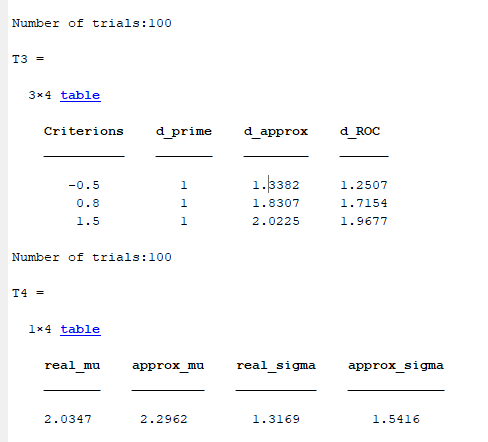 Number of trials:100
T3 =
3×4 table
Criterions d_prime d_approx d_ROC
-0.5 1 1.3382 1.2507
0.8 1 1.8307 1.7154
1.5 1 2.0225 1.9677
Number of trials:100
T4 =
1×4 table
real_mu approx_mu real_sigma approx_sigma
2.0347 2.2962 1.3169 1.5416